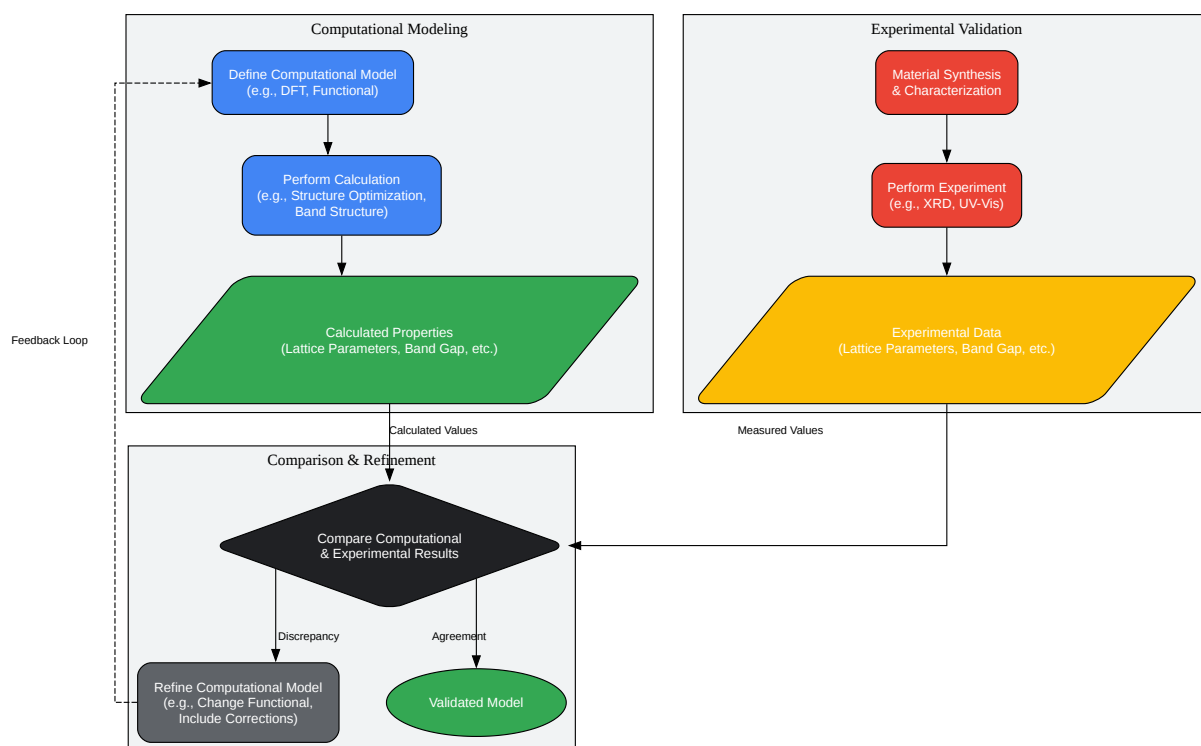 Computational Modeling
Define Computational Model
(e.g., DFT, Functional)
Perform Calculation
(e.g., Structure Optimization,
Band Structure)
Calculated Properties
(Lattice Parameters, Band Gap, etc.)
Experimental Validation
Material Synthesis
& Characterization
Perform Experiment
(e.g., XRD, UV-Vis)
Experimental Data
(Lattice Parameters, Band Gap, etc.)
Feedback Loop
Calculated Values
Measured Values
Comparison & Refinement
Compare Computational
& Experimental Results
Discrepancy
Agreement
Refine Computational Model
(e.g., Change Functional,
Include Corrections)
Validated Model